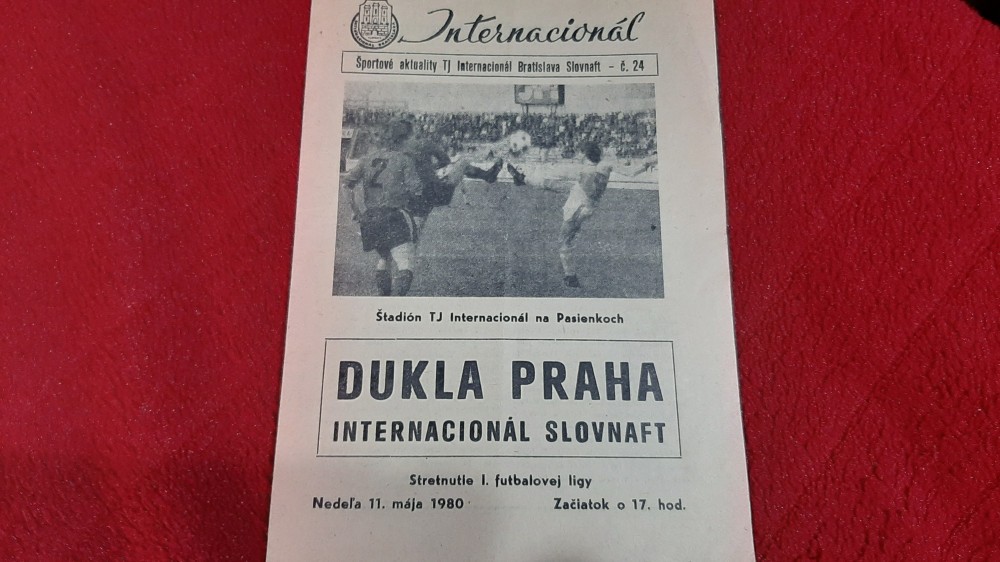 Internacionál
Športové aktuality TJ Internacionál Bratislava Slovnaft - č. 24
2
Štadión TJ Internacionál na Pasienkoch
DUKLA PRAHA
INTERNACIONÁL SLOVNAFT
Stretnutie I. futbalovej ligy
Nedeľa 11. mája 1980 Začiatok o 17. hod.